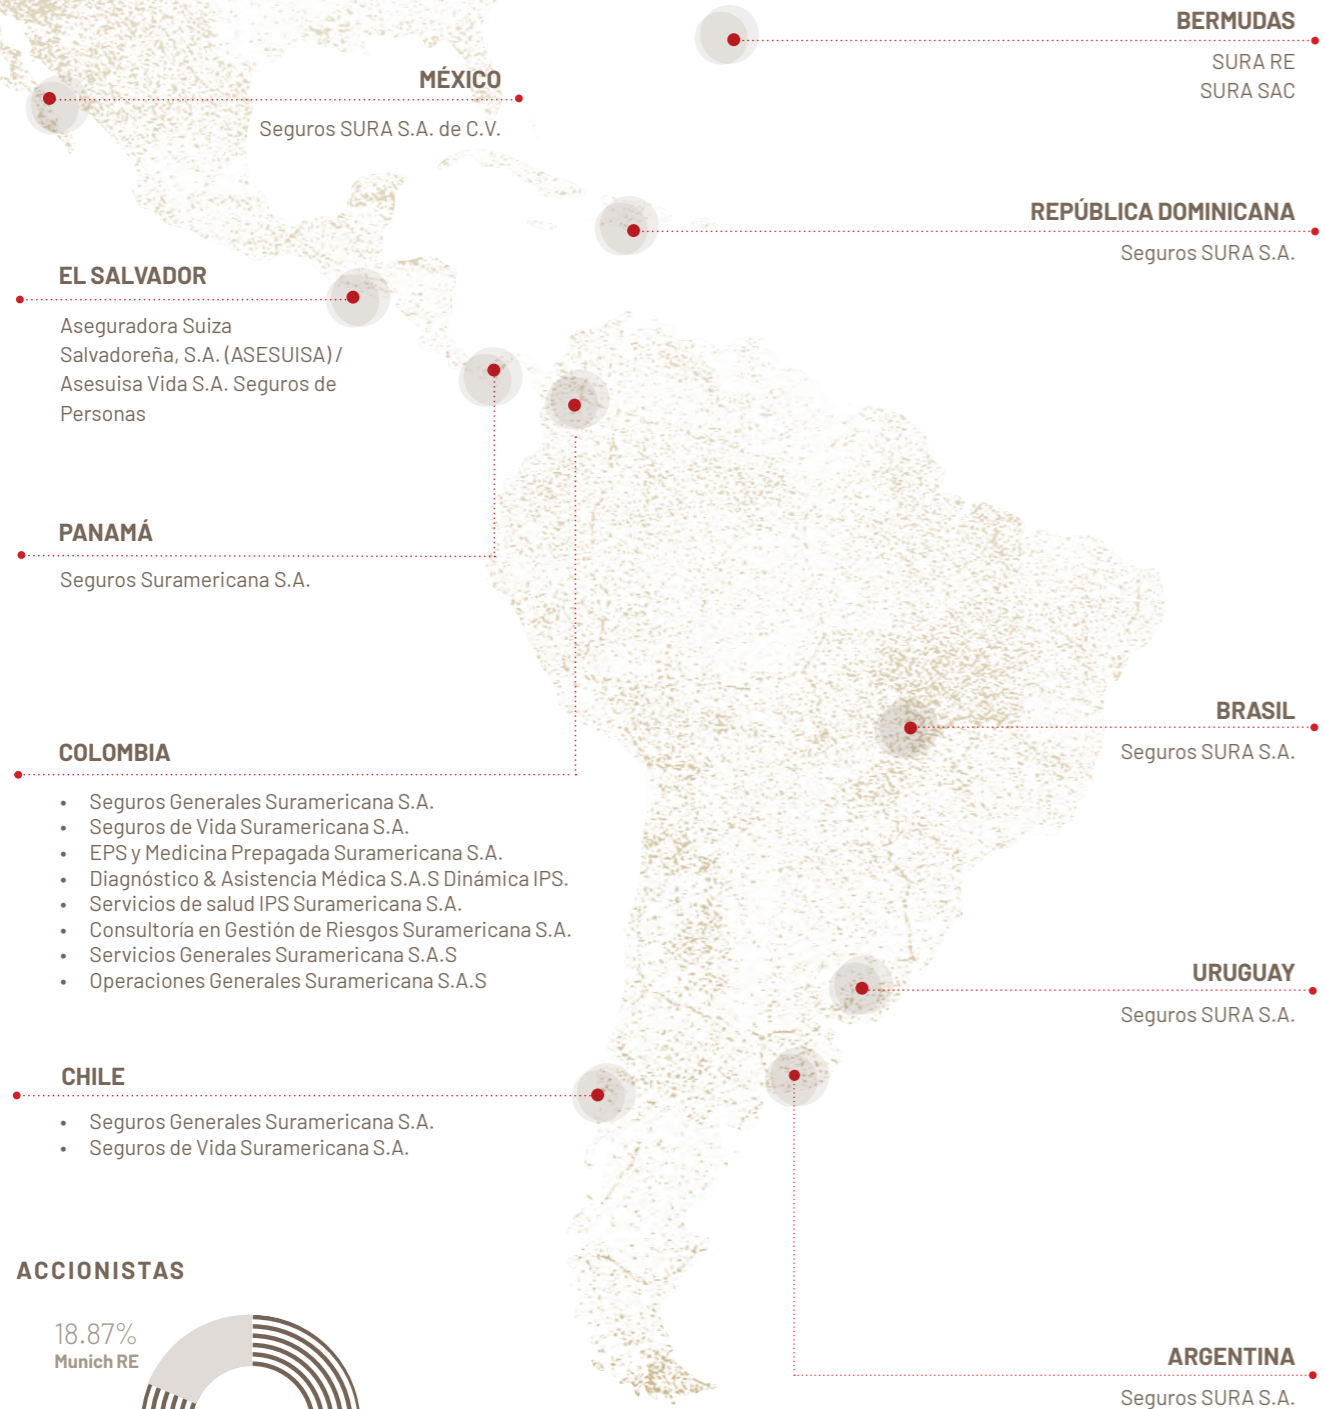 BERMUDAS
SURA RE
SURA SAC
MÉXICO
Seguros SURA S.A. de C.V.
REPÚBLICA DOMINICANA
Seguros SURA S.A.
EL SALVADOR
Aseguradora Suiza
Salvadoreña, S.A. (ASESUISA) /
Asesuisa Vida S.A. Seguros de
Personas
PANAMÁ
Seguros Suramericana S.A.
BRASIL
Seguros SURA S.A.
COLOMBIA
• Seguros Generales Suramericana S.A.
• Seguros de Vida Suramericana S.A.
• EPS y Medicina Prepagada Suramericana S.A.
• Diagnóstico & Asistencia Médica S.A.S Dinámica IPS.
• Servicios de salud IPS Suramericana S.A.
• Consultoría en Gestión de Riesgos Suramericana S.A.
• Servicios Generales Suramericana S.A.S
• Operaciones Generales Suramericana S.A.S
URUGUAY
Seguros SURA S.A.
CHILE
• Seguros Generales Suramericana S.A.
• Seguros de Vida Suramericana S.A.
ACCIONISTAS
18.87%
Munich RE
ARGENTINA
Seguros SURA S.A.